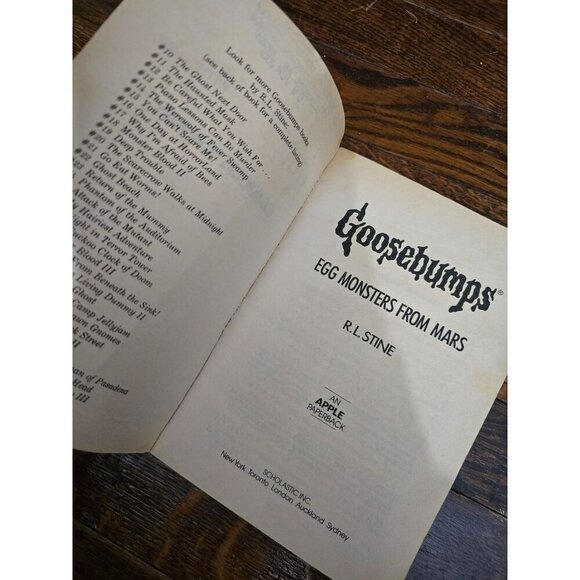 Look for more Goosebumps books
by R.L. Stine:
(see back of book for a complete listing)
#10 The Ghost Next Door
#11 The Haunted Mask
#12 Be Careful What You Wish For . . .
#13 Piano Lessons Can Be Murder
#14 The Werewolf of Fever Swamp
#15 You Can't Scare Me!
#16 One Day at HorrorLand
#17 Why I'm Afraid of Bees
#18 Monster Blood II
#19 Deep Trouble
#20 The Scarecrow Walks at Midnight
#21 Go Eat Worms!
#22 Ghost Beach
Return of the Mummy
Phantom of the Auditorium
Attack of the Mutant
Hairiest Adventure
in Terror Tower
Clock of Doom
Blood III
From Beneath the Sink!
Living Dummy II
Ghost
Camp Jellyjam
Gnomes
Street
II
of Pasadena
Head
III
Goosebumps®
EGG MONSTERS FROM MARS
R.L. STINE
AN
APPLE
PAPERBACK
SCHOLASTIC INC.
New York Toronto London Auckland Sydney